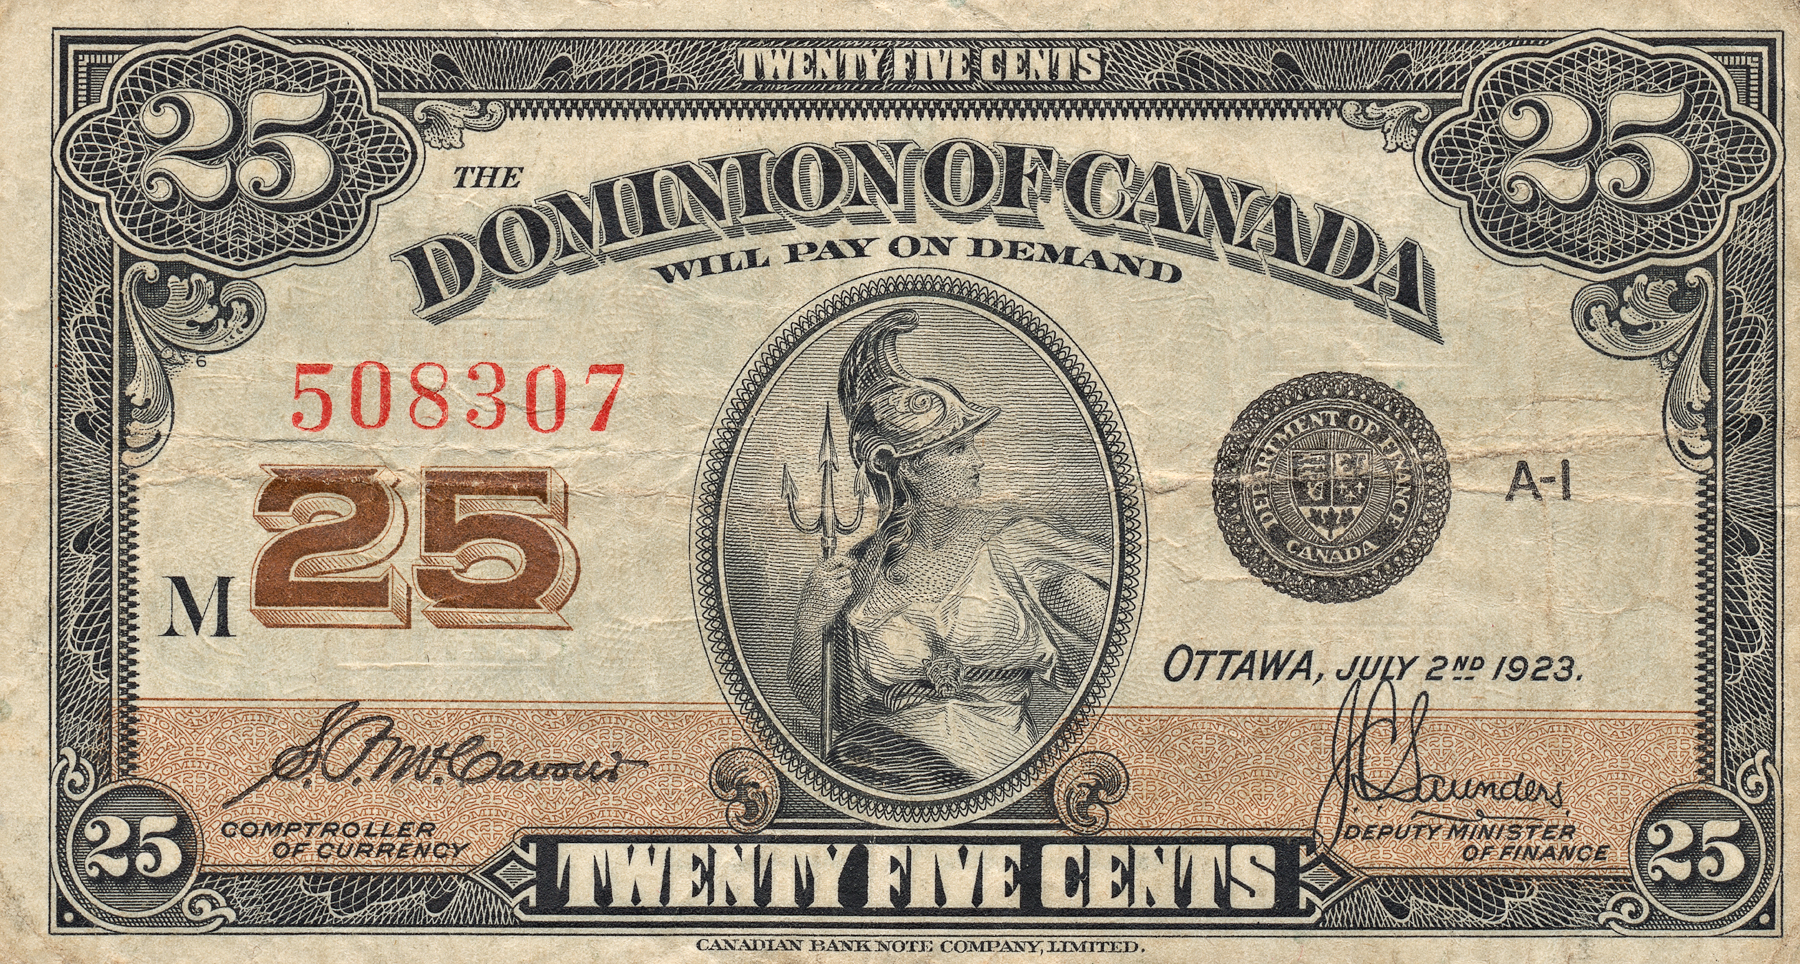 TWENTY FIVE CENTS
25 25
THE
DOMINION OF CANADA
WILL PAY ON DEMAND
508307
25
M
DEPARTMENT OF FINANCE
CANADA
A-1
OTTAWA, JULY 2ND 1923.
J.C. Saunders
COMPTROLLER
OF CURRENCY
DEPUTY MINISTER
OF FINANCE
25 25
TWENTY FIVE CENTS
CANADIAN BANK NOTE COMPANY, LIMITED.